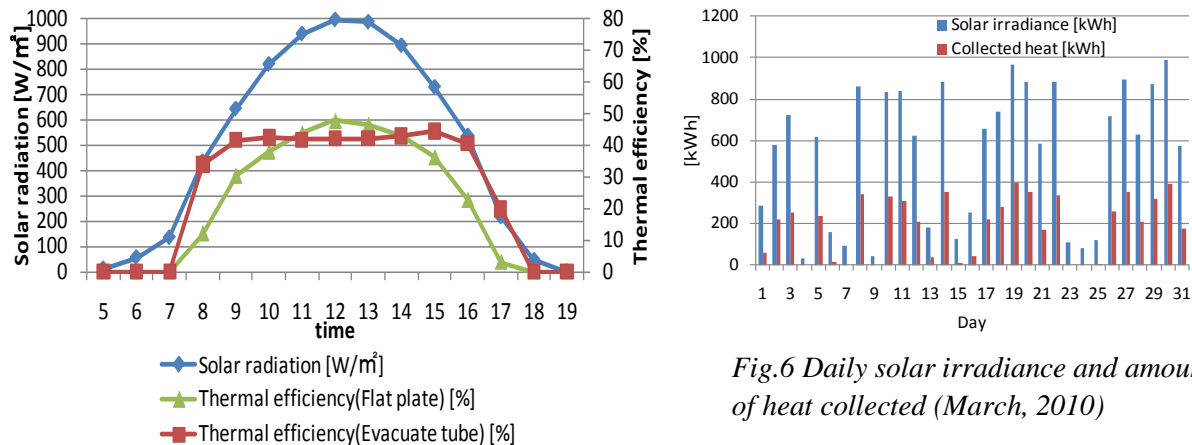 Solar radiation [W/㎡]
1000
900
800
700
600
500
400
300
200
100
0
80
70
60
50
40
30
20
10
0
Thermal efficiency [%]
5 6 7 8 9 10 11 12 13 14 15 16 17 18 19
time
Solar radiation [W/㎡]
Thermal efficiency(Flat plate) [%]
Thermal efficiency(Evacuate tube) [%]
[kWh]
1200
1000
800
600
400
200
0
Solar irradiance [kWh]
Collected heat [kWh]
1 3 5 7 9 11 13 15 17 19 21 23 25 27 29 31
Day
Fig.6 Daily solar irradiance and amou
of heat collected (March, 2010)